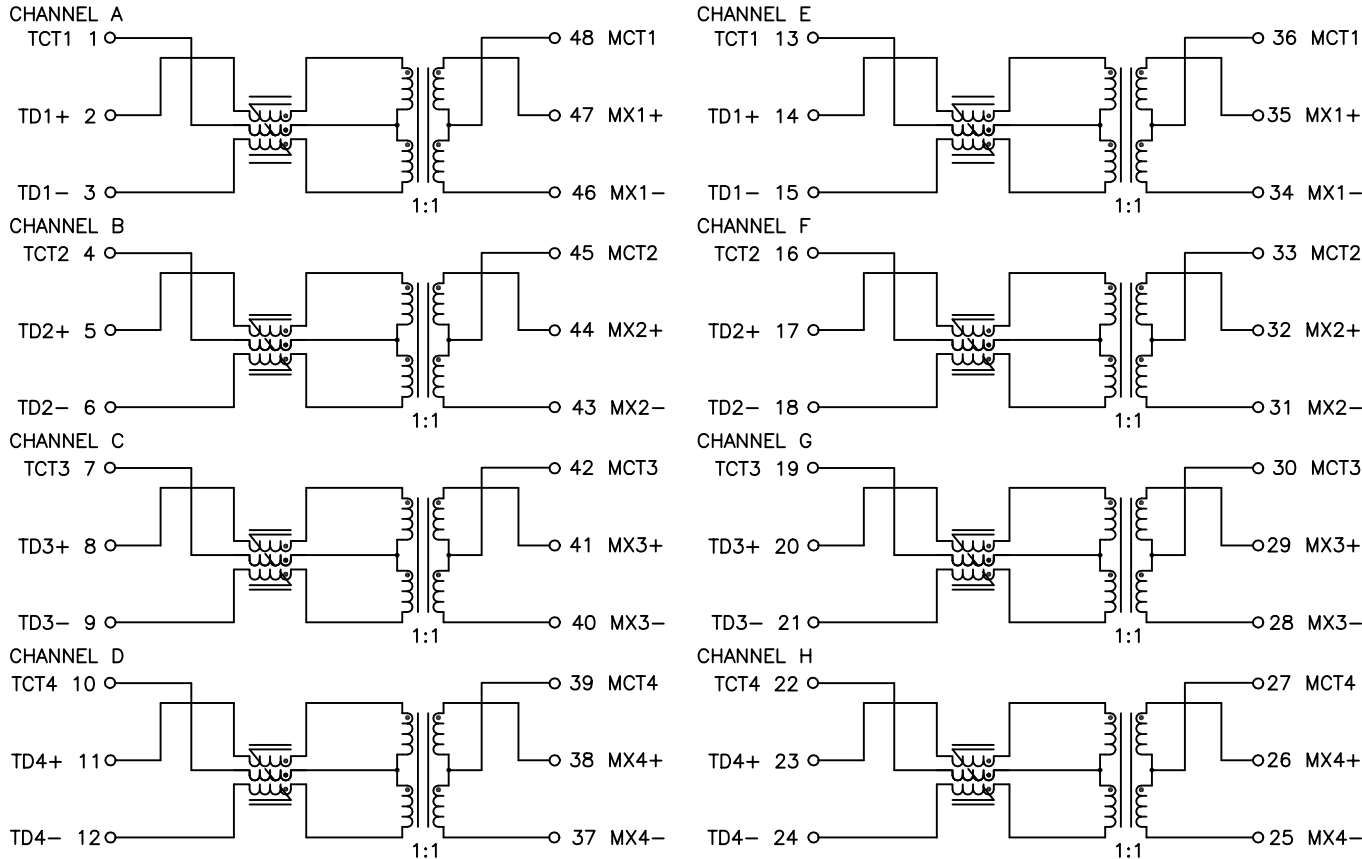 CHANNEL A
TCT1 1
48 MCT1
TD1+ 2
47 MX1+
TD1− 3
46 MX1−
1:1
CHANNEL B
TCT2 4
45 MCT2
TD2+ 5
44 MX2+
TD2− 6
43 MX2−
1:1
CHANNEL C
TCT3 7
42 MCT3
TD3+ 8
41 MX3+
TD3− 9
40 MX3−
1:1
CHANNEL D
TCT4 10
39 MCT4
TD4+ 11
38 MX4+
TD4− 12
37 MX4−
1:1
CHANNEL E
TCT1 13
36 MCT1
TD1+ 14
35 MX1+
TD1− 15
34 MX1−
1:1
CHANNEL F
TCT2 16
33 MCT2
TD2+ 17
32 MX2+
TD2− 18
31 MX2−
1:1
CHANNEL G
TCT3 19
30 MCT3
TD3+ 20
29 MX3+
TD3− 21
28 MX3−
1:1
CHANNEL H
TCT4 22
27 MCT4
TD4+ 23
26 MX4+
TD4− 24
25 MX4−
1:1